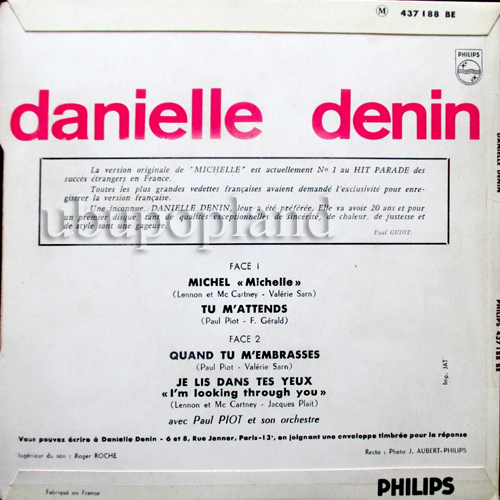 M 437 188 BE
PHILIPS
danielle denin
La version originale de "MICHELLE" est actuellement Nº 1 au HIT PARADE des
succés étrangers en France.
Toutes les plus grandes vedettes françaises avaient demandé l'exclusivité pour enre-
gistrer la version française.
Une inconnue, DANIELLE DENIN, leur a été préférée. Elle va avoir 20 ans et pour
un premier disque tant de qualités exceptionnelles de sincérité, de chaleur, de justesse et
de style sont une gageure.
Paul GUIOT.
uoupopland
FACE 1
MICHEL « Michelle »
(Lennon et Mc Cartney - Valérie Sarn)
TU M'ATTENDS
(Paul Piot - F. Gérald)
FACE 2
QUAND TU M'EMBRASSES
(Paul Piot - Valérie Sarn)
JE LIS DANS TES YEUX
« I'm looking through you »
(Lennon et Mc Cartney - Jacques Plait)
avec Paul PIOT et son orchestre
Imp. JAT
PHILIPS 437 188 BE
Vous pouvez écrire à Danielle Denin - 6 et 8, Rue Jenner, Paris-13ᵉ, en joignant une enveloppe timbrée pour la réponse
Ingénieur du son : Roger ROCHE
Recto : Photo J. AUBERT-PHILIPS
Fabriqué en France
PHILIPS